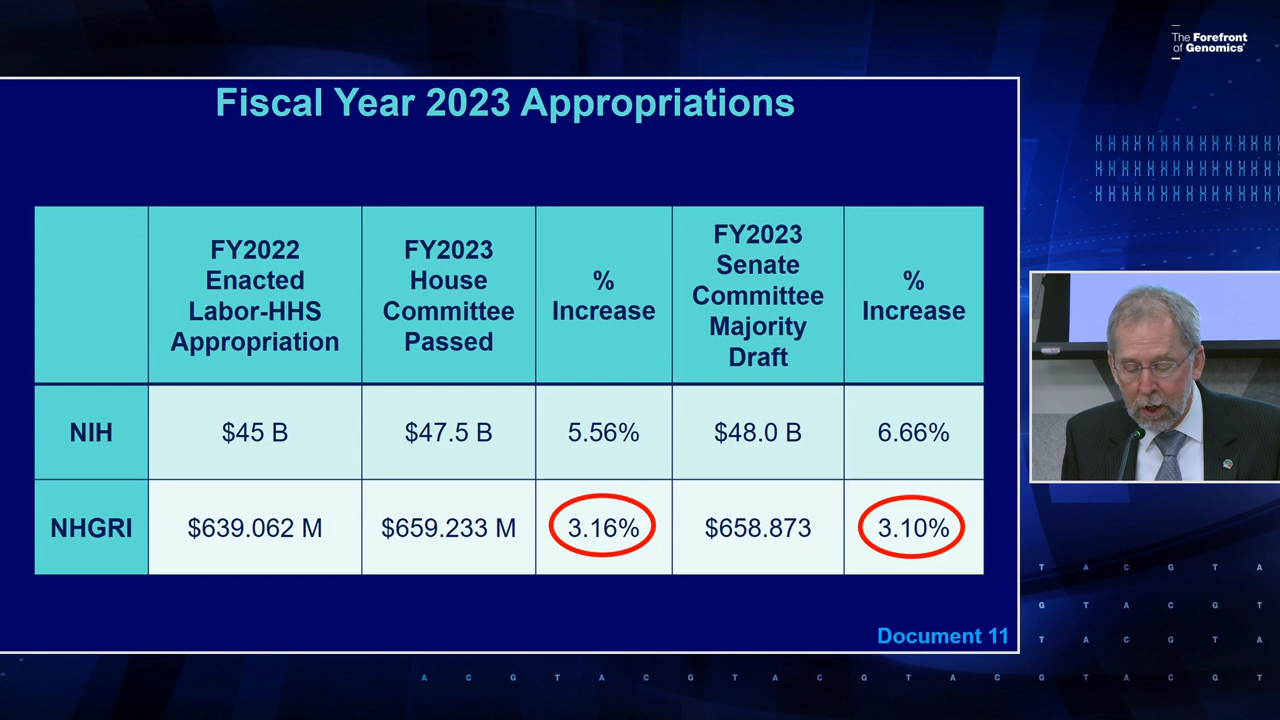 The Forefront
of Genomics®
Fiscal Year 2023 Appropriations
FY2022
Enacted
Labor-HHS
Appropriation
FY2023
House
Committee
Passed
%
Increase
FY2023
Senate
Committee
Majority
Draft
%
Increase
NIH
$45 B
$47.5 B
5.56%
$48.0 B
6.66%
NHGRI
$639.062 M
$659.233 M
3.16%
$658.873
3.10%
Document 11
T A C G T A
G T A C G T
T A C G T A
A C G T A C G T A C G T A C G T A C G T